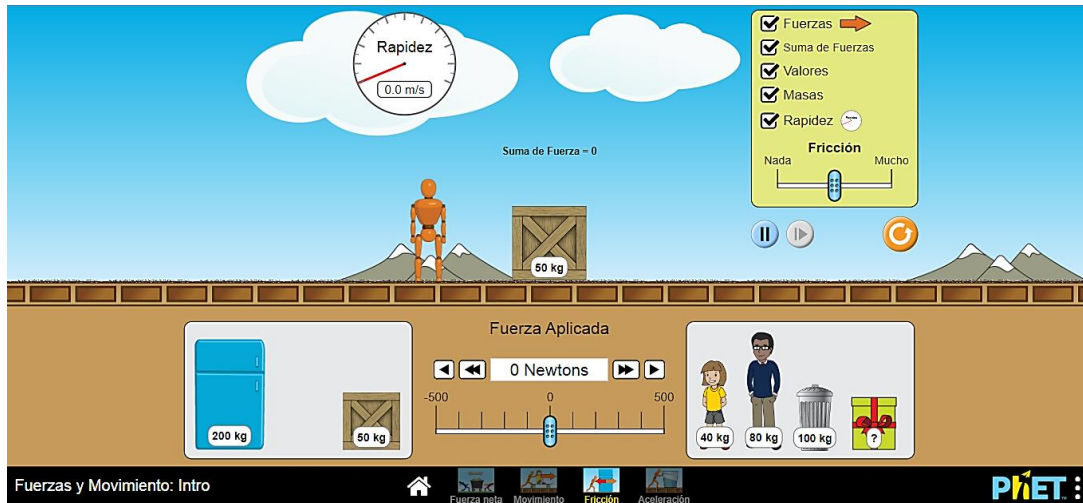 Rapidez
0.0 m/s
Fuerzas
Suma de Fuerzas
Valores
Masas
Rapidez
Fricción
Nada Mucho
Suma de Fuerza = 0
50 kg
Fuerza Aplicada
0 Newtons
-500 0 500
200 kg
50 kg
40 kg
80 kg
100 kg
?
Fuerzas y Movimiento: Intro
Fuerza neta
Movimiento
Fricción
Aceleración
PhET